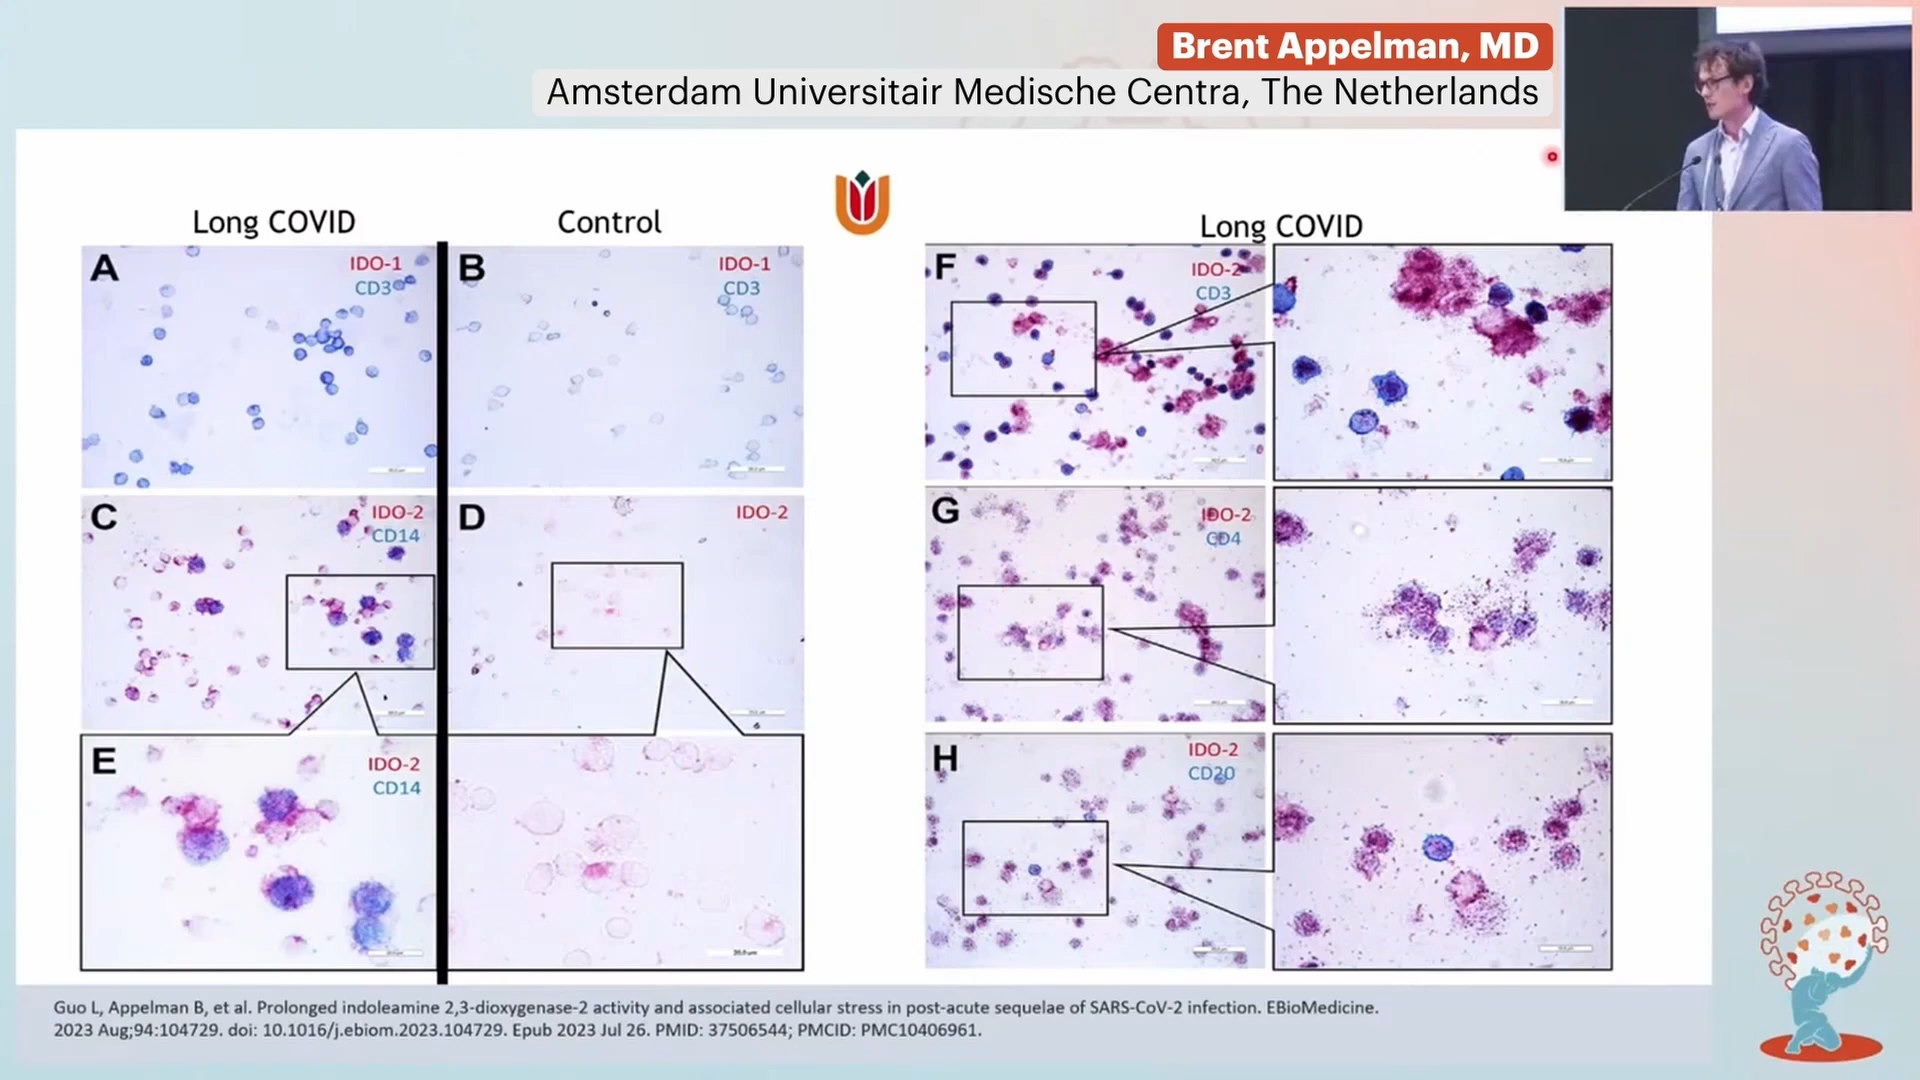 Brent Appelman, MD
Amsterdam Universitair Medische Centra, The Netherlands
Long COVID
Control
Long COVID
A
IDO-1
CD3
B
IDO-1
CD3
C
IDO-2
CD14
D
IDO-2
E
IDO-2
CD14
F
IDO-2
CD3
G
IDO-2
CD4
H
IDO-2
CD20
Guo L, Appelman B, et al. Prolonged indoleamine 2,3-dioxygenase-2 activity and associated cellular stress in post-acute sequelae of SARS-CoV-2 infection. EBioMedicine.
2023 Aug;94:104729. doi: 10.1016/j.ebiom.2023.104729. Epub 2023 Jul 26. PMID: 37506544; PMCID: PMC10406961.